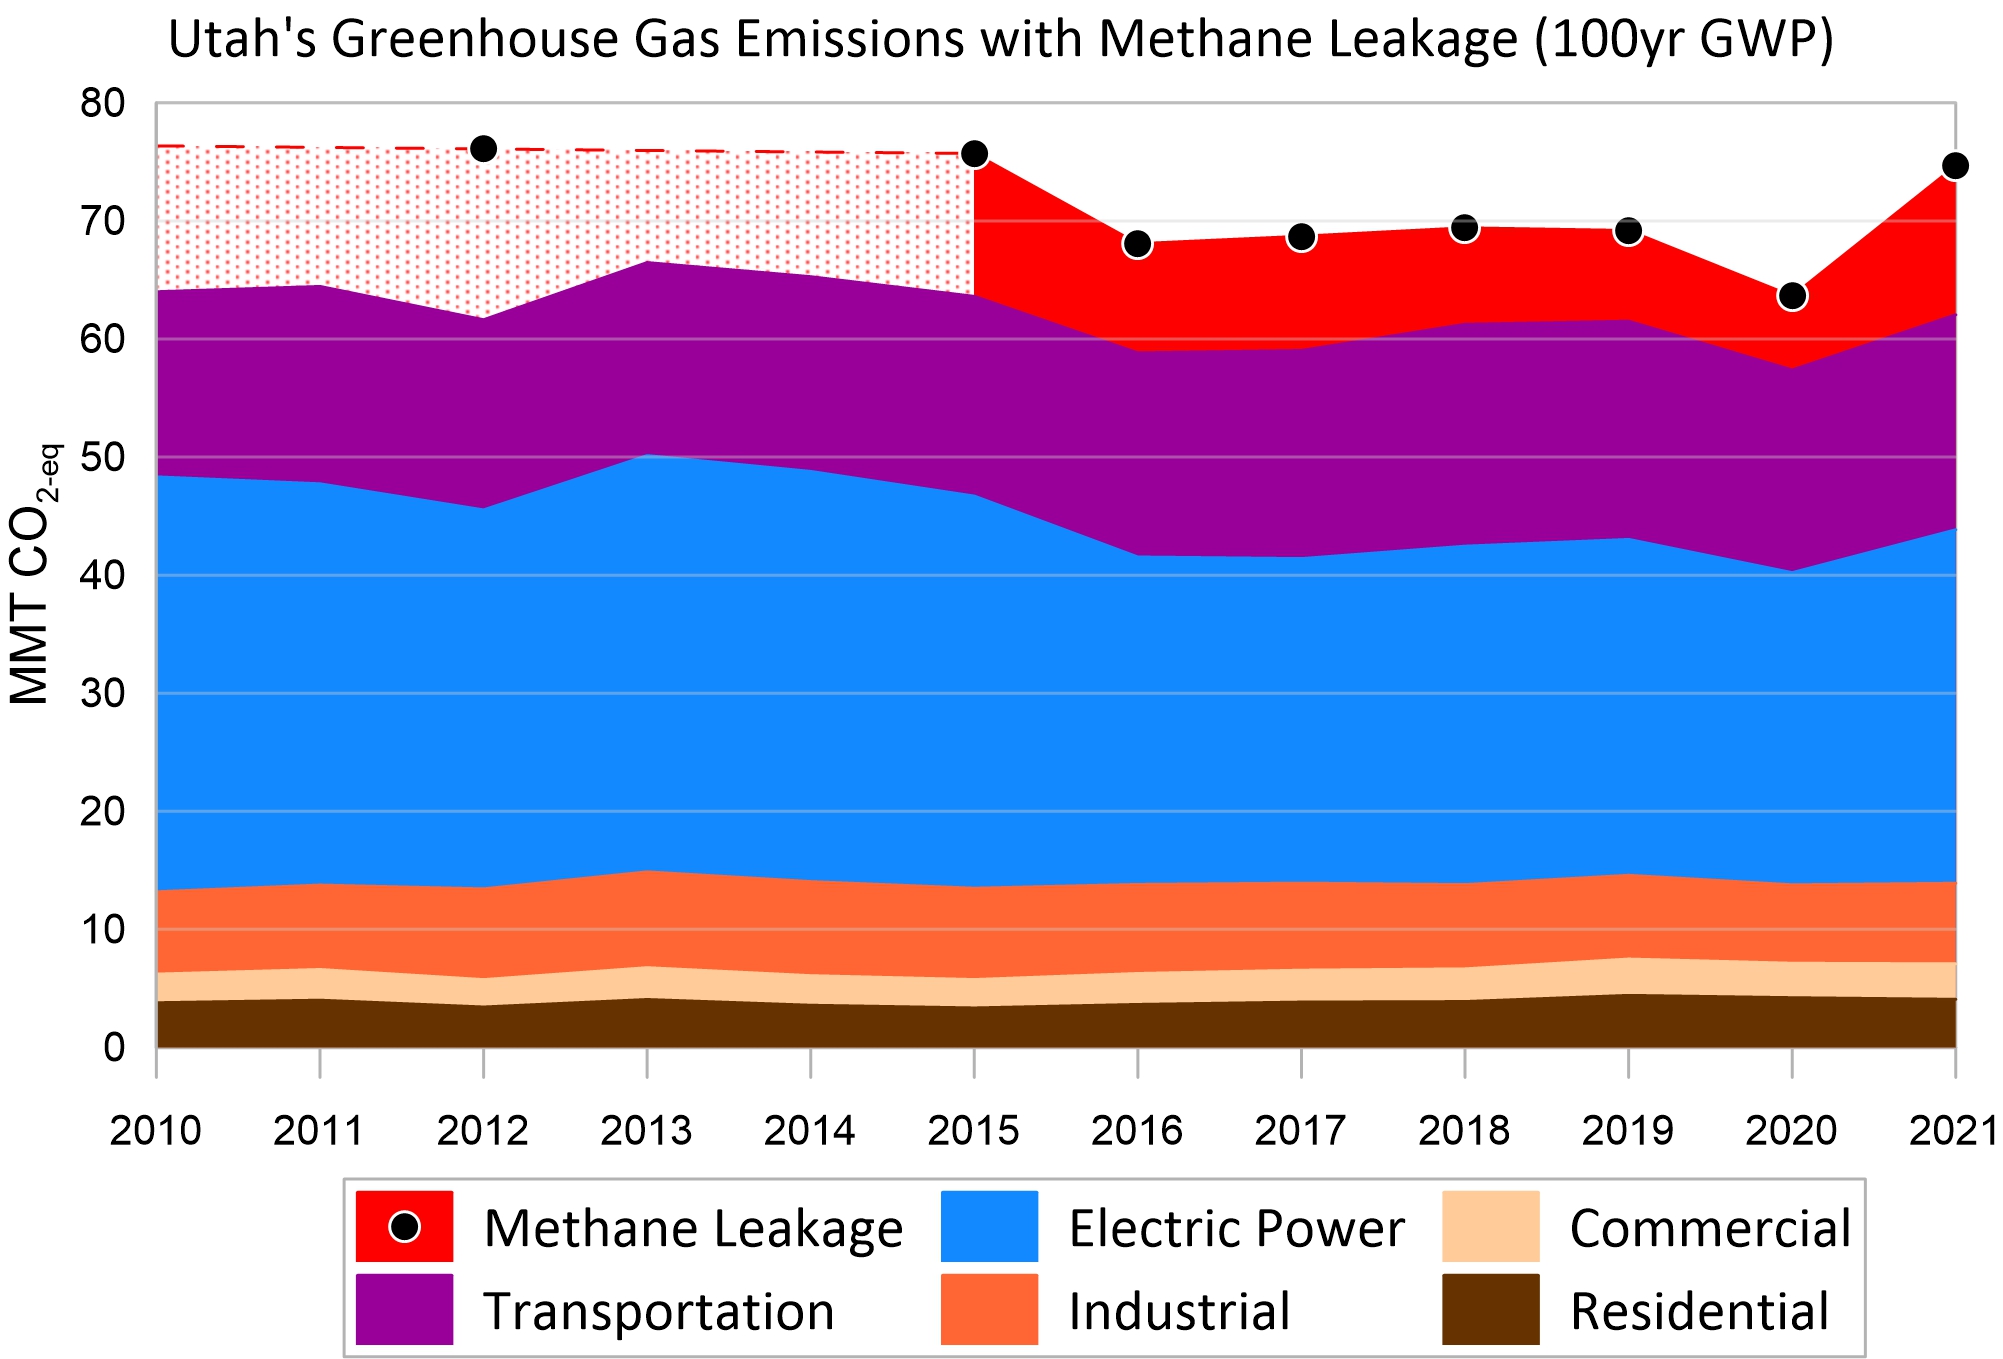 Utah's Greenhouse Gas Emissions with Methane Leakage (100yr GWP)
80
70
60
50
40
30
20
10
0
MMT CO2-eq
2010 2011 2012 2013 2014 2015 2016 2017 2018 2019 2020 2021
Methane Leakage Electric Power Commercial
Transportation Industrial Residential